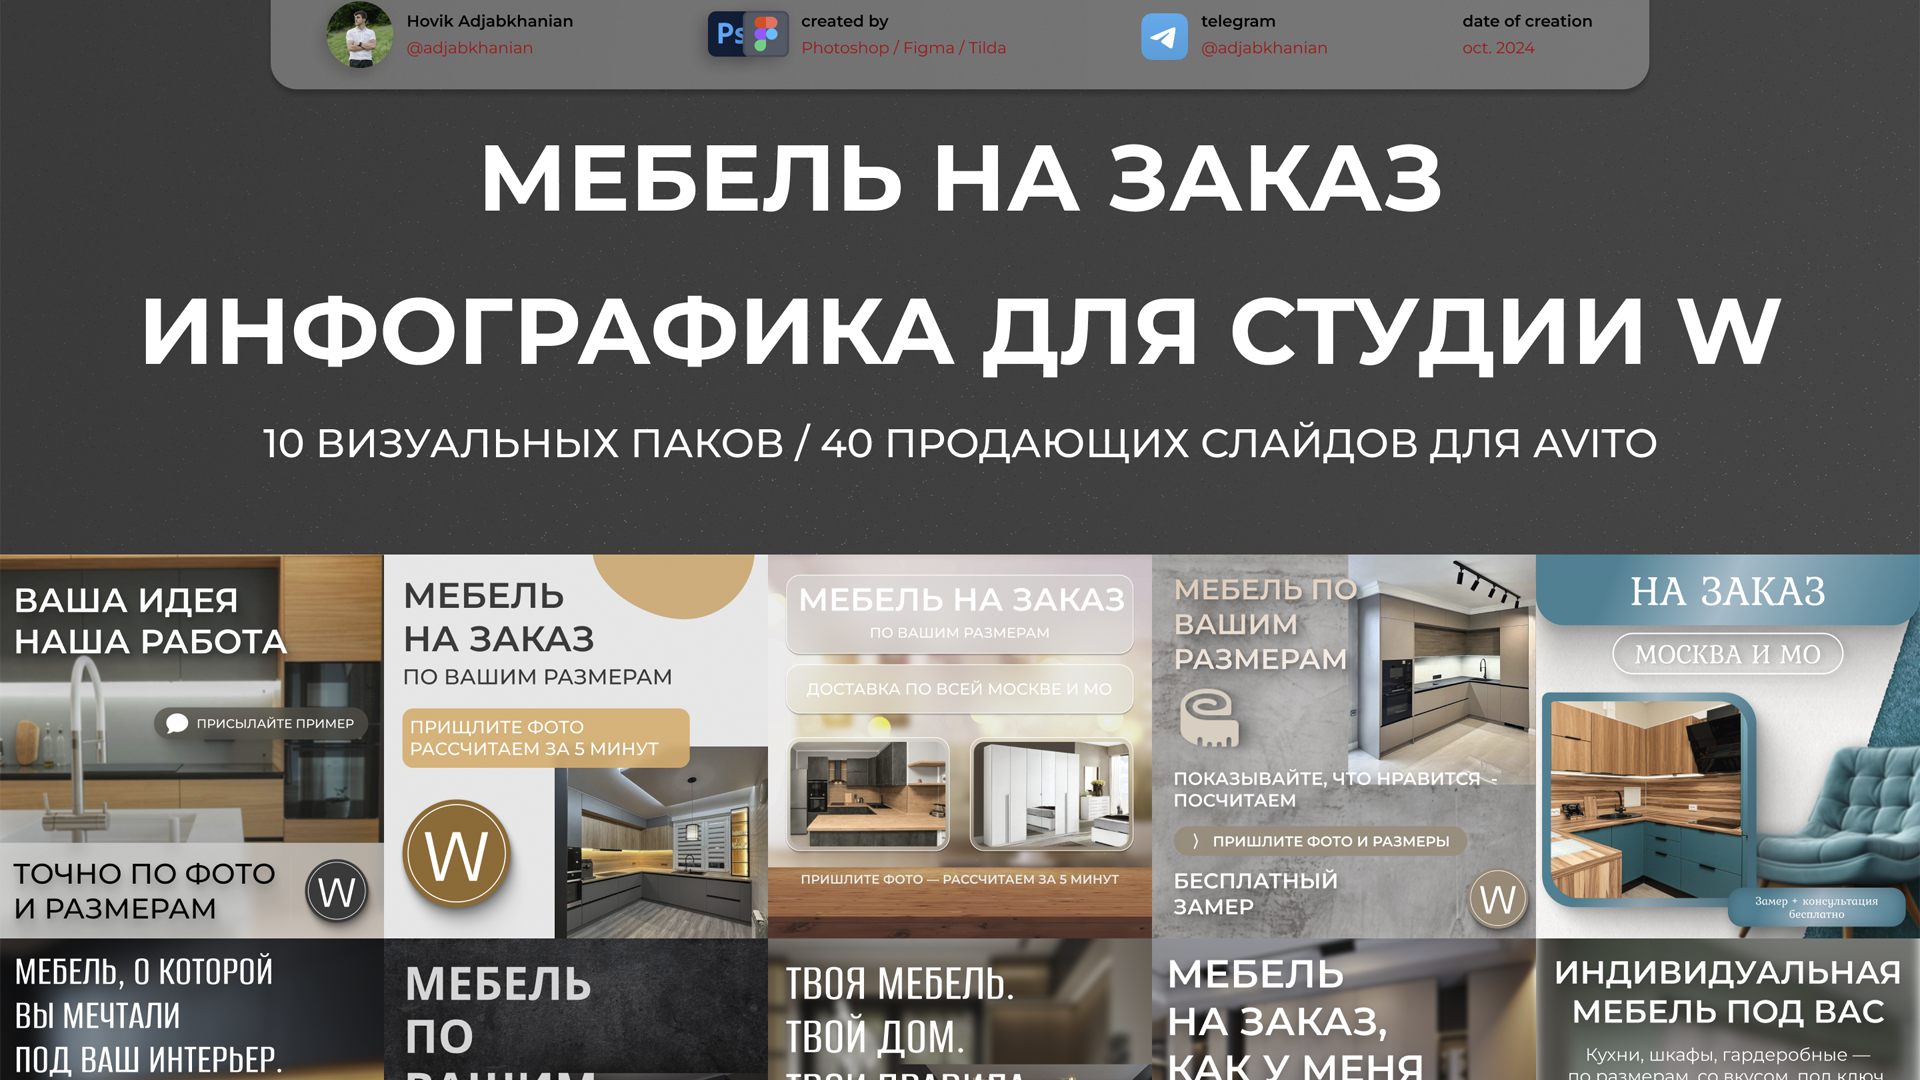 Hovik Adjabkhanian
@adjabkhanian
Ps
created by
Photoshop / Figma / Tilda
telegram
@adjabkhanian
date of creation
oct. 2024
МЕБЕЛЬ НА ЗАКАЗ
ИНФОГРАФИКА ДЛЯ СТУДИИ W
10 ВИЗУАЛЬНЫХ ПАКОВ / 40 ПРОДАЮЩИХ СЛАЙДОВ ДЛЯ AVITO
ВАША ИДЕЯ
НАША РАБОТА
ПРИСЫЛАЙТЕ ПРИМЕР
ТОЧНО ПО ФОТО
И РАЗМЕРАМ
W
МЕБЕЛЬ
НА ЗАКАЗ
ПО ВАШИМ РАЗМЕРАМ
ПРИЩЛИТЕ ФОТО
РАССЧИТАЕМ ЗА 5 МИНУТ
W
МЕБЕЛЬ НА ЗАКАЗ
ПО ВАШИМ РАЗМЕРАМ
ДОСТАВКА ПО ВСЕЙ МОСКВЕ И МО
ПРИШЛИТЕ ФОТО — РАССЧИТАЕМ ЗА 5 МИНУТ
МЕБЕЛЬ ПО
ВАШИМ
РАЗМЕРАМ
ПОКАЗЫВАЙТЕ, ЧТО НРАВИТСЯ -
ПОСЧИТАЕМ
⟩ ПРИШЛИТЕ ФОТО И РАЗМЕРЫ
БЕСПЛАТНЫЙ
ЗАМЕР
W
НА ЗАКАЗ
МОСКВА И МО
Замер + консультация
бесплатно
МЕБЕЛЬ, О КОТОРОЙ
ВЫ МЕЧТАЛИ
ПОД ВАШ ИНТЕРЬЕР.
МЕБЕЛЬ
ПО
ВАШИМ
ТВОЯ МЕБЕЛЬ.
ТВОЙ ДОМ.
ТВОИ ПРАВИЛА.
МЕБЕЛЬ
НА ЗАКАЗ,
КАК У МЕНЯ
ИНДИВИДУАЛЬНАЯ
МЕБЕЛЬ ПОД ВАС
Кухни, шкафы, гардеробные —
по размерам, со вкусом, под ключ